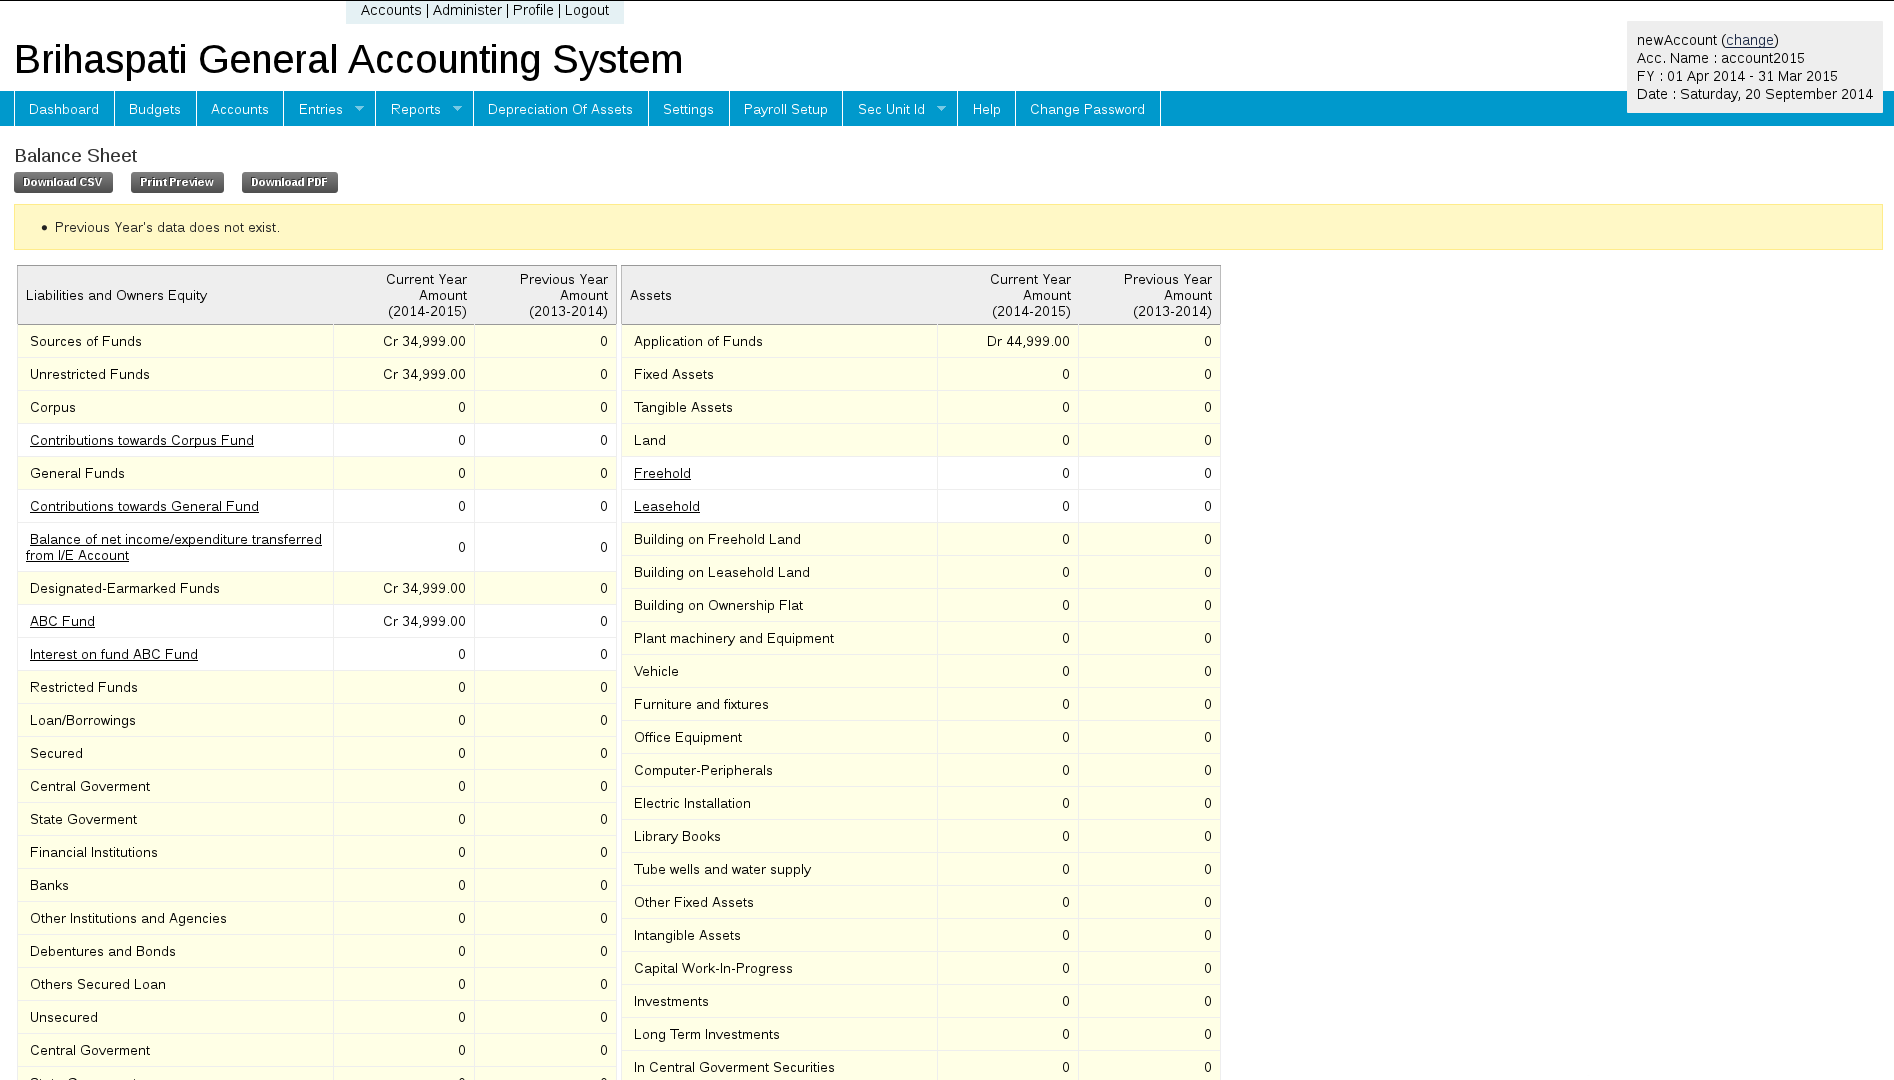 Accounts | Administer | Profile | Logout
Brihaspati General Accounting System
newAccount (change)
Acc. Name : account2015
FY : 01 Apr 2014 - 31 Mar 2015
Date : Saturday, 20 September 2014
Dashboard Budgets Accounts Entries Reports Depreciation Of Assets Settings Payroll Setup Sec Unit Id Help Change Password
Balance Sheet
Download CSV Print Preview Download PDF
Previous Year's data does not exist.
Liabilities and Owners Equity Current Year Amount (2014-2015) Previous Year Amount (2013-2014)
Sources of Funds Cr 34,999.00 0
Unrestricted Funds Cr 34,999.00 0
Corpus 0 0
Contributions towards Corpus Fund 0 0
General Funds 0 0
Contributions towards General Fund 0 0
Balance of net income/expenditure transferred
from I/E Account 0 0
Designated-Earmarked Funds Cr 34,999.00 0
ABC Fund Cr 34,999.00 0
Interest on fund ABC Fund 0 0
Restricted Funds 0 0
Loan/Borrowings 0 0
Secured 0 0
Central Goverment 0 0
State Goverment 0 0
Financial Institutions 0 0
Banks 0 0
Other Institutions and Agencies 0 0
Debentures and Bonds 0 0
Others Secured Loan 0 0
Unsecured 0 0
Central Goverment 0 0
Assets Current Year Amount (2014-2015) Previous Year Amount (2013-2014)
Application of Funds Dr 44,999.00 0
Fixed Assets 0 0
Tangible Assets 0 0
Land 0 0
Freehold 0 0
Leasehold 0 0
Building on Freehold Land 0 0
Building on Leasehold Land 0 0
Building on Ownership Flat 0 0
Plant machinery and Equipment 0 0
Vehicle 0 0
Furniture and fixtures 0 0
Office Equipment 0 0
Computer-Peripherals 0 0
Electric Installation 0 0
Library Books 0 0
Tube wells and water supply 0 0
Other Fixed Assets 0 0
Intangible Assets 0 0
Capital Work-In-Progress 0 0
Investments 0 0
Long Term Investments 0 0
In Central Goverment Securities 0 0